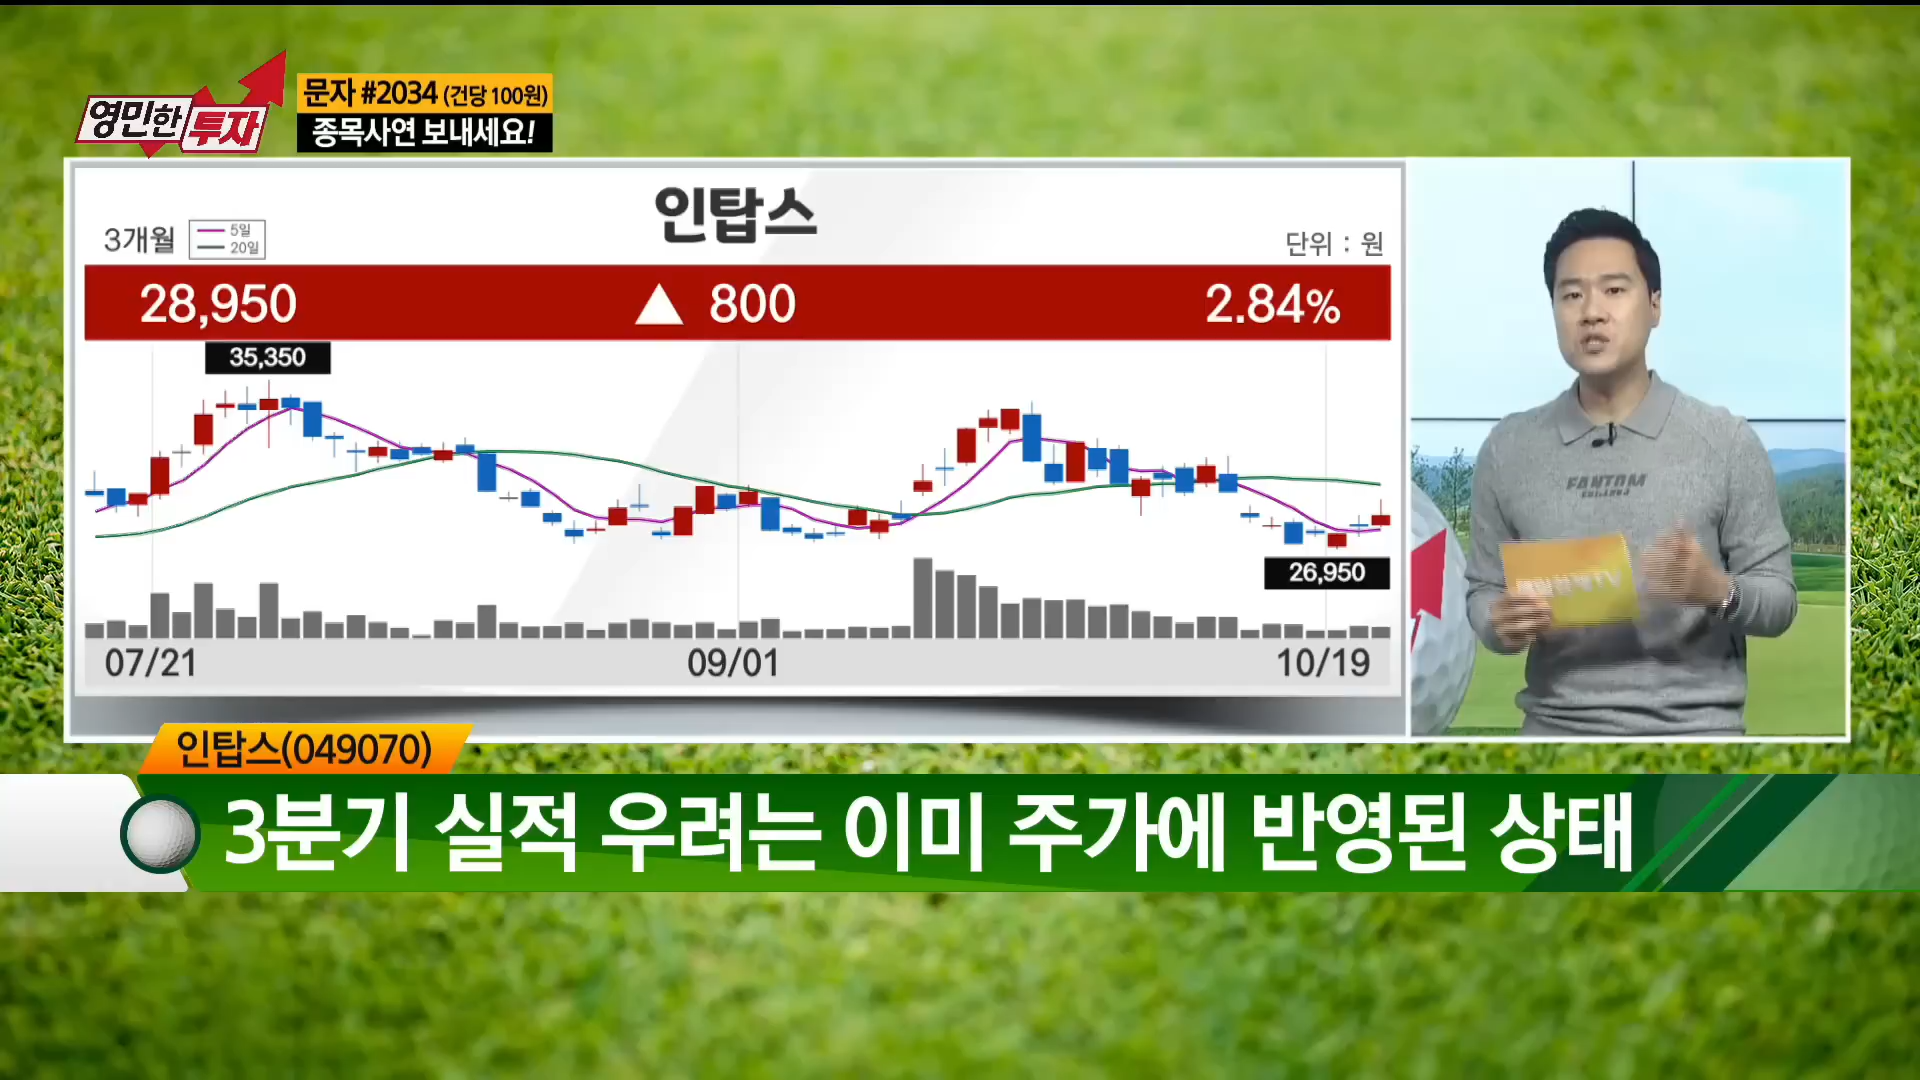 영민한 투자
문자 #2034 (건당 100원)
종목사연 보내세요!
인탑스
3개월
5일
20일
단위 : 원
28,950 ▲ 800 2.84%
35,350
26,950
07/21 09/01 10/19
FANTOM
인탑스(049070)
3분기 실적 우려는 이미 주가에 반영된 상태